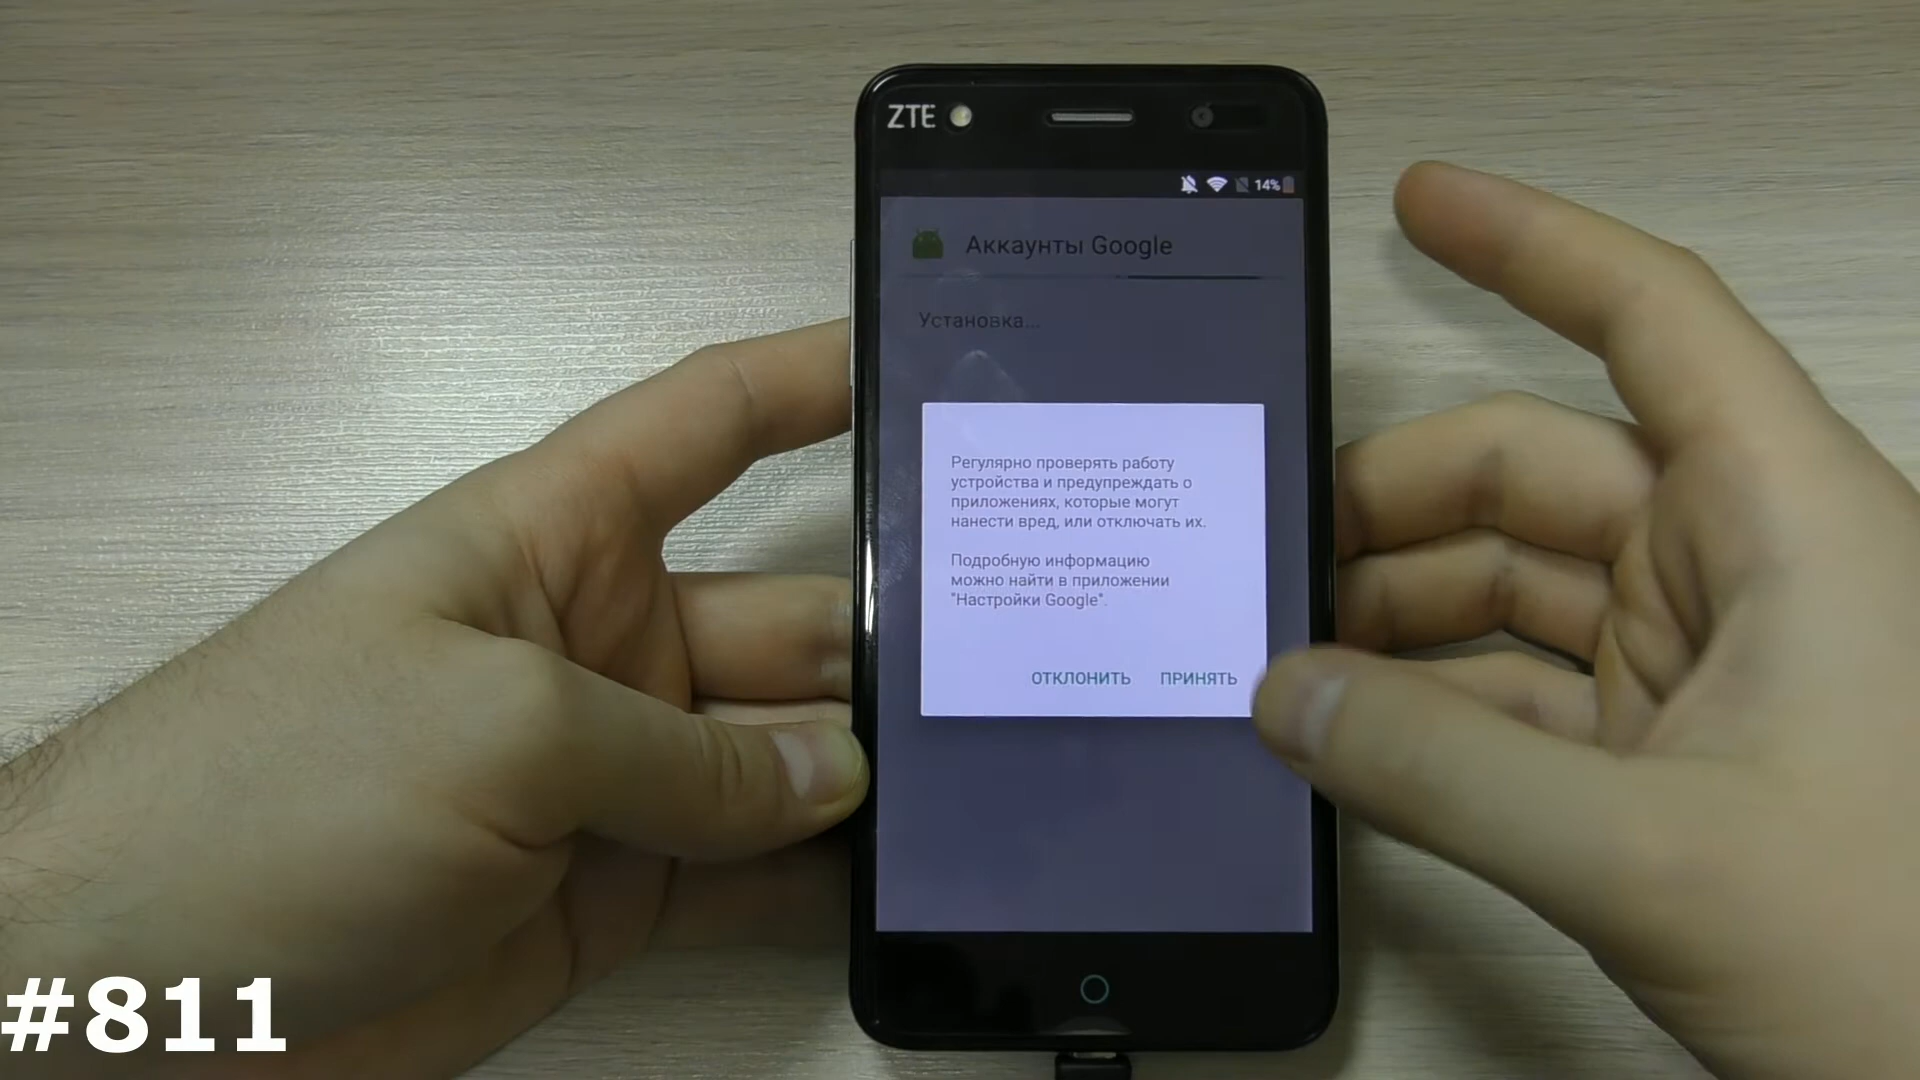 ZTE
14%
Аккаунты Google
Установка...
Регулярно проверять работу
устройства и предупреждать о
приложениях, которые могут
нанести вред, или отключать их.
Подробную информацию
можно найти в приложении
"Настройки Google".
ОТКЛОНИТЬ ПРИНЯТЬ
#811